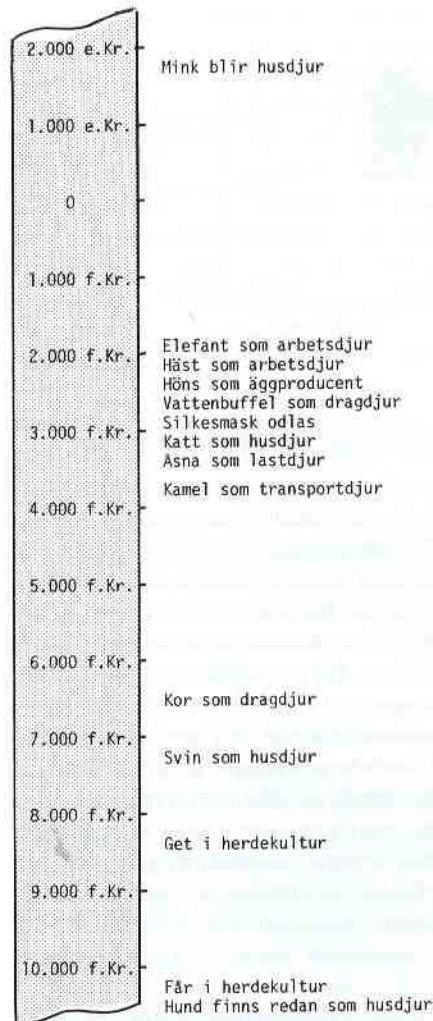 2.000 e.Kr.
Mink blir husdjur
1.000 e.Kr.
0
1.000 f.Kr.
Elefant som arbetsdjur
2.000 f.Kr.
Häst som arbetsdjur
Höns som äggproducent
Vattenbuffel som dragdjur
Silkesmask odlas
3.000 f.Kr.
Katt som husdjur
Åsna som lastdjur
Kamel som transportdjur
4.000 f.Kr.
5.000 f.Kr.
6.000 f.Kr.
Kor som dragdjur
7.000 f.Kr.
Svin som husdjur
8.000 f.Kr.
Get i herdekultur
9.000 f.Kr.
10.000 f.Kr.
Får i herdekultur
Hund finns redan som husdjur